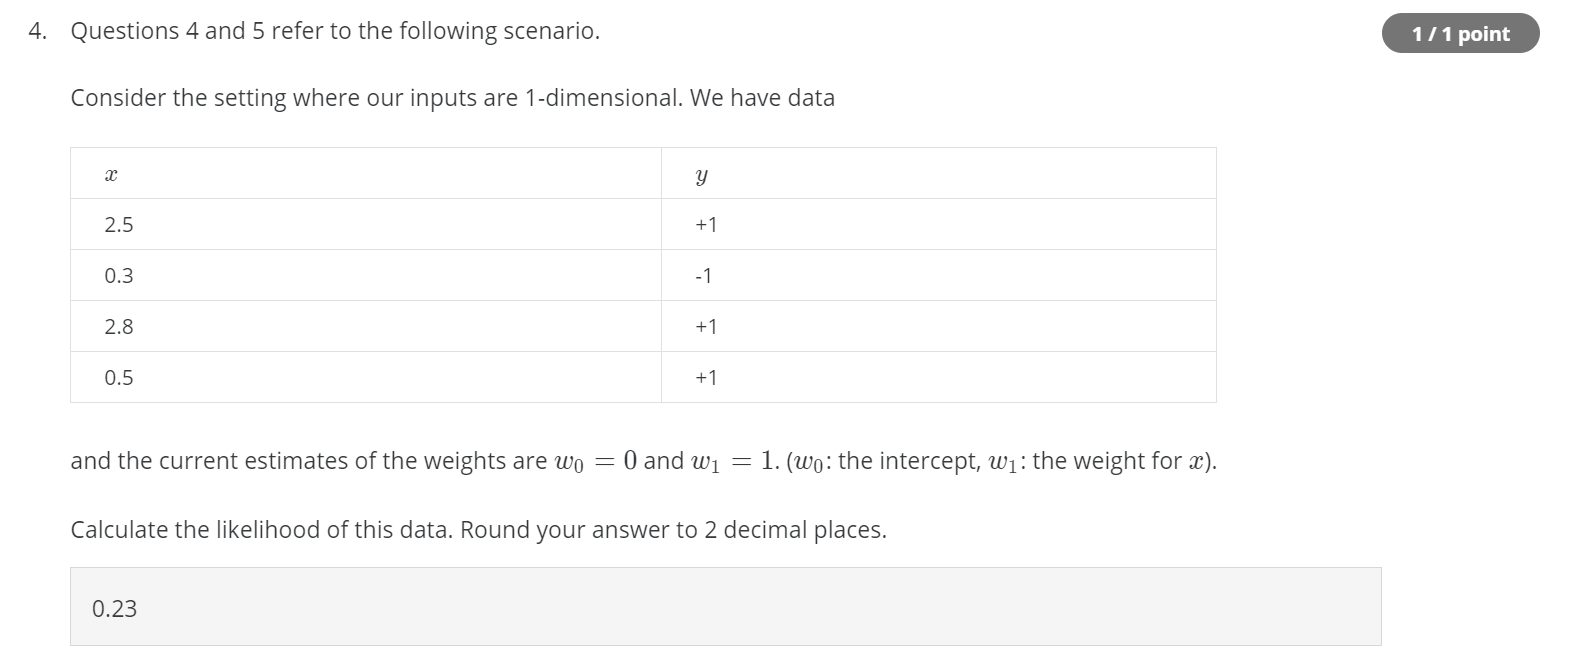 4. Questions 4 and 5 refer to the following scenario.
1 / 1 point
Consider the setting where our inputs are 1-dimensional. We have data
x y
2.5 +1
0.3 -1
2.8 +1
0.5 +1
and the current estimates of the weights are w₀ = 0 and w₁ = 1. (w₀: the intercept, w₁: the weight for x).
Calculate the likelihood of this data. Round your answer to 2 decimal places.
0.23